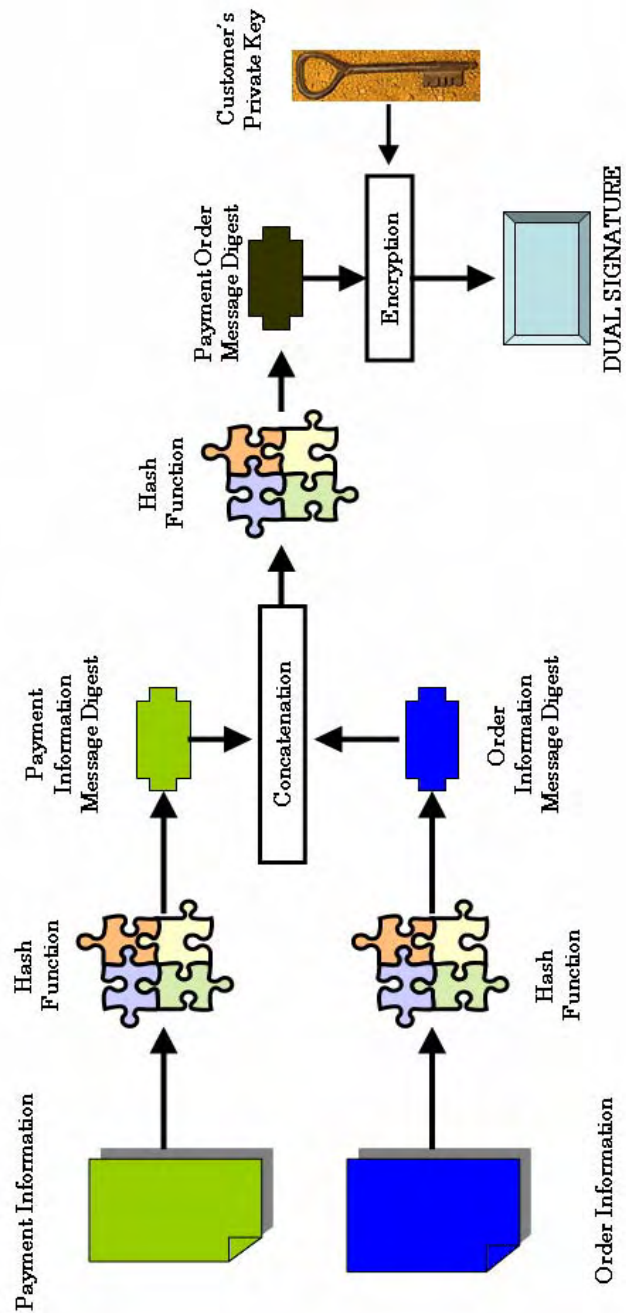 Payment Information
Hash
Function
Payment
Information
Message Digest
Concatenation
Hash
Function
Payment Order
Message Digest
Customer's
Private Key
Encryption
DUAL SIGNATURE
Order Information
Hash
Function
Order
Information
Message Digest